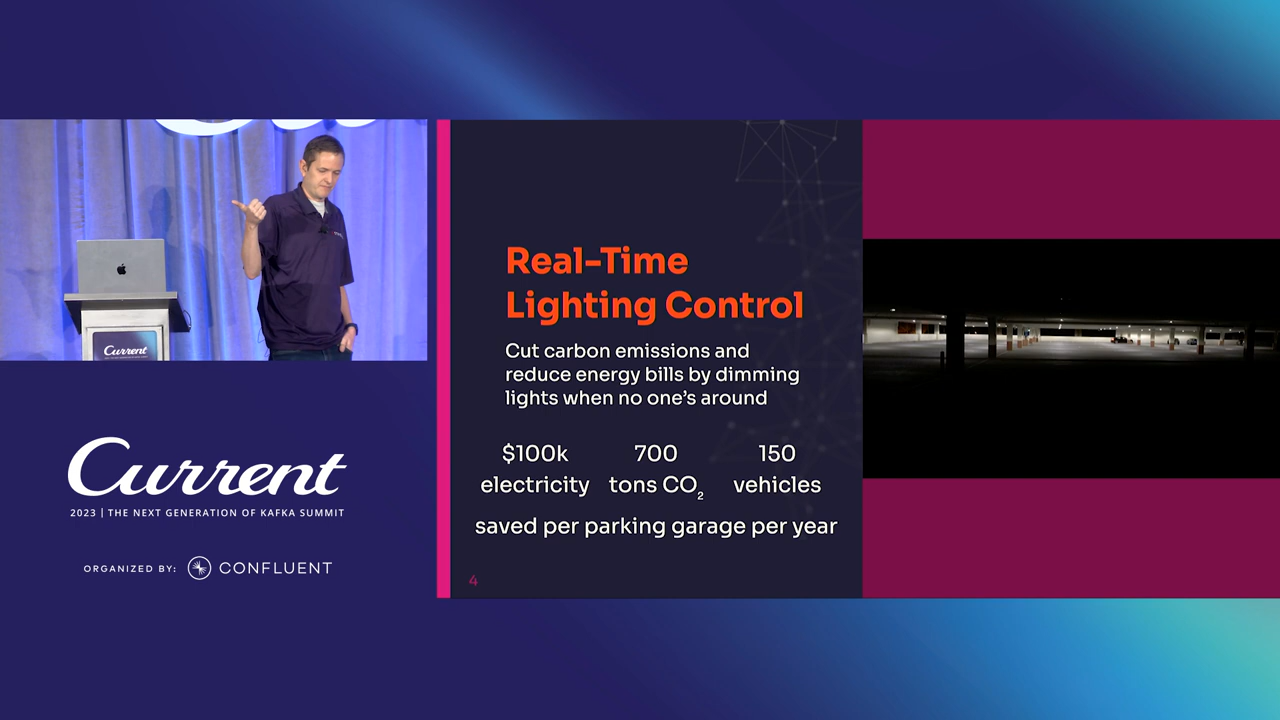 Current
Current
2023 | THE NEXT GENERATION OF KAFKA SUMMIT
ORGANIZED BY: CONFLUENT
Real-Time
Lighting Control
Cut carbon emissions and
reduce energy bills by dimming
lights when no one's around
$100k 700 150
electricity tons CO₂ vehicles
saved per parking garage per year
4